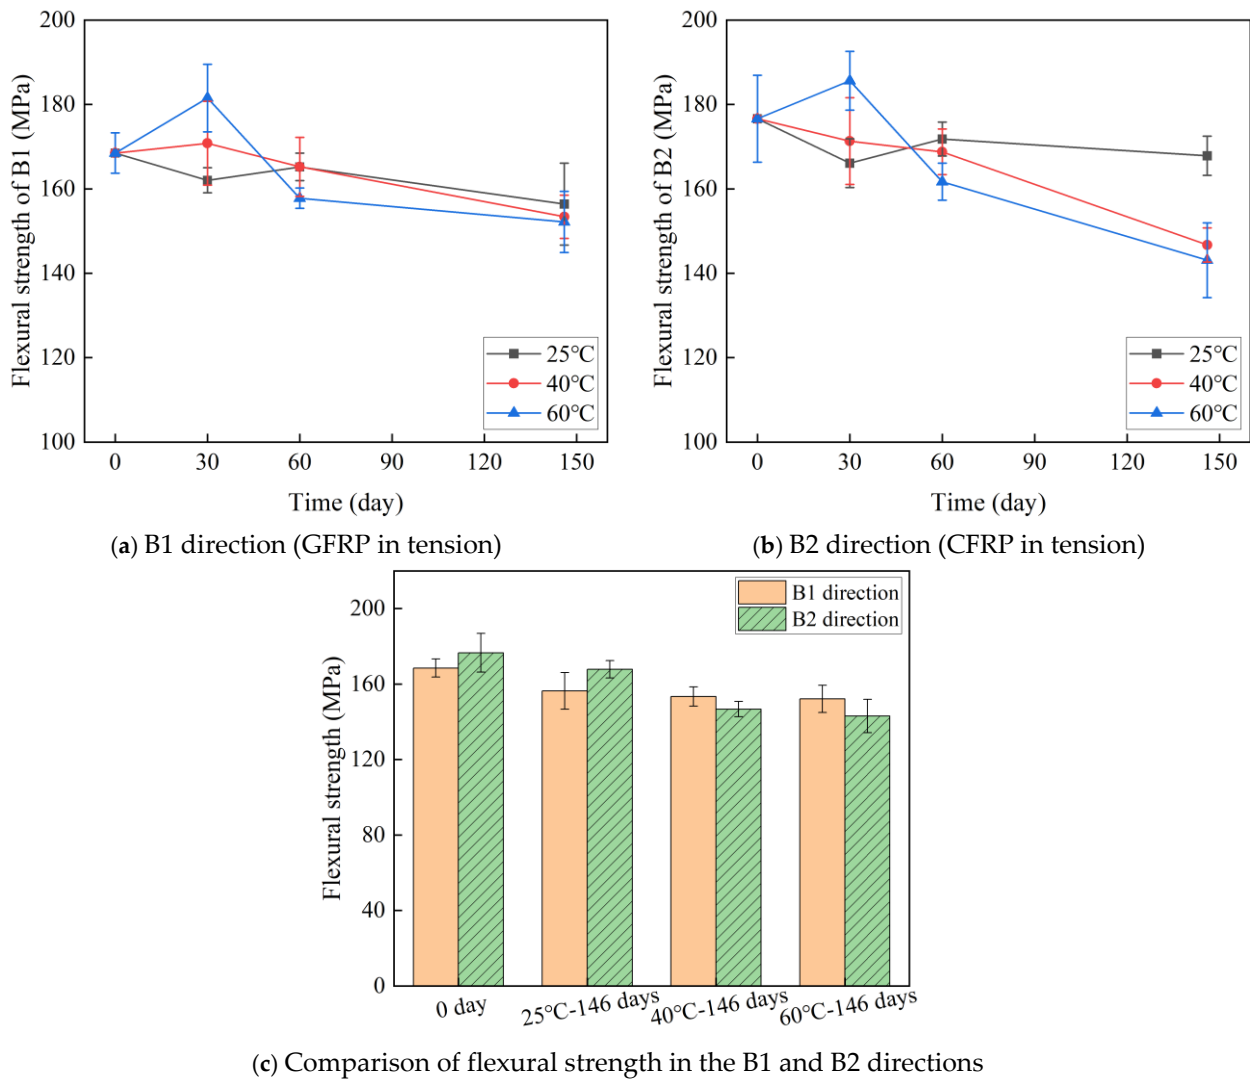 200
180
160
140
120
100
Flexural strength of B1 (MPa)
25℃
40℃
60℃
0
30
60
90
120
150
Time (day)
(a) B1 direction (GFRP in tension)
200
180
160
140
120
100
Flexural strength of B2 (MPa)
25℃
40℃
60℃
0
30
60
90
120
150
Time (day)
(b) B2 direction (CFRP in tension)
B1 direction
B2 direction
200
160
120
80
40
0
Flexural strength (MPa)
0 day
25℃-146 days
40℃-146 days
60℃-146 days
(c) Comparison of flexural strength in the B1 and B2 directions